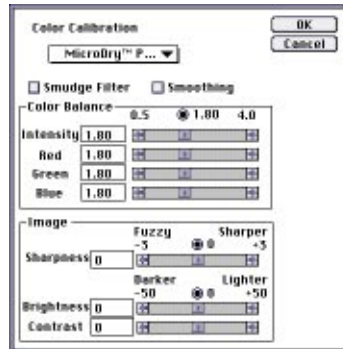 Color Calibration
OK
Cancel
MicroDry™ P...
Smudge Filter Smoothing
Color Balance
0.5 1.80 4.0
Intensity 1.80
Red 1.80
Green 1.80
Blue 1.80
Image
Fuzzy Sharper
-3 0 +3
Sharpness 0
Darker Lighter
-50 0 +50
Brightness 0
Contrast 0